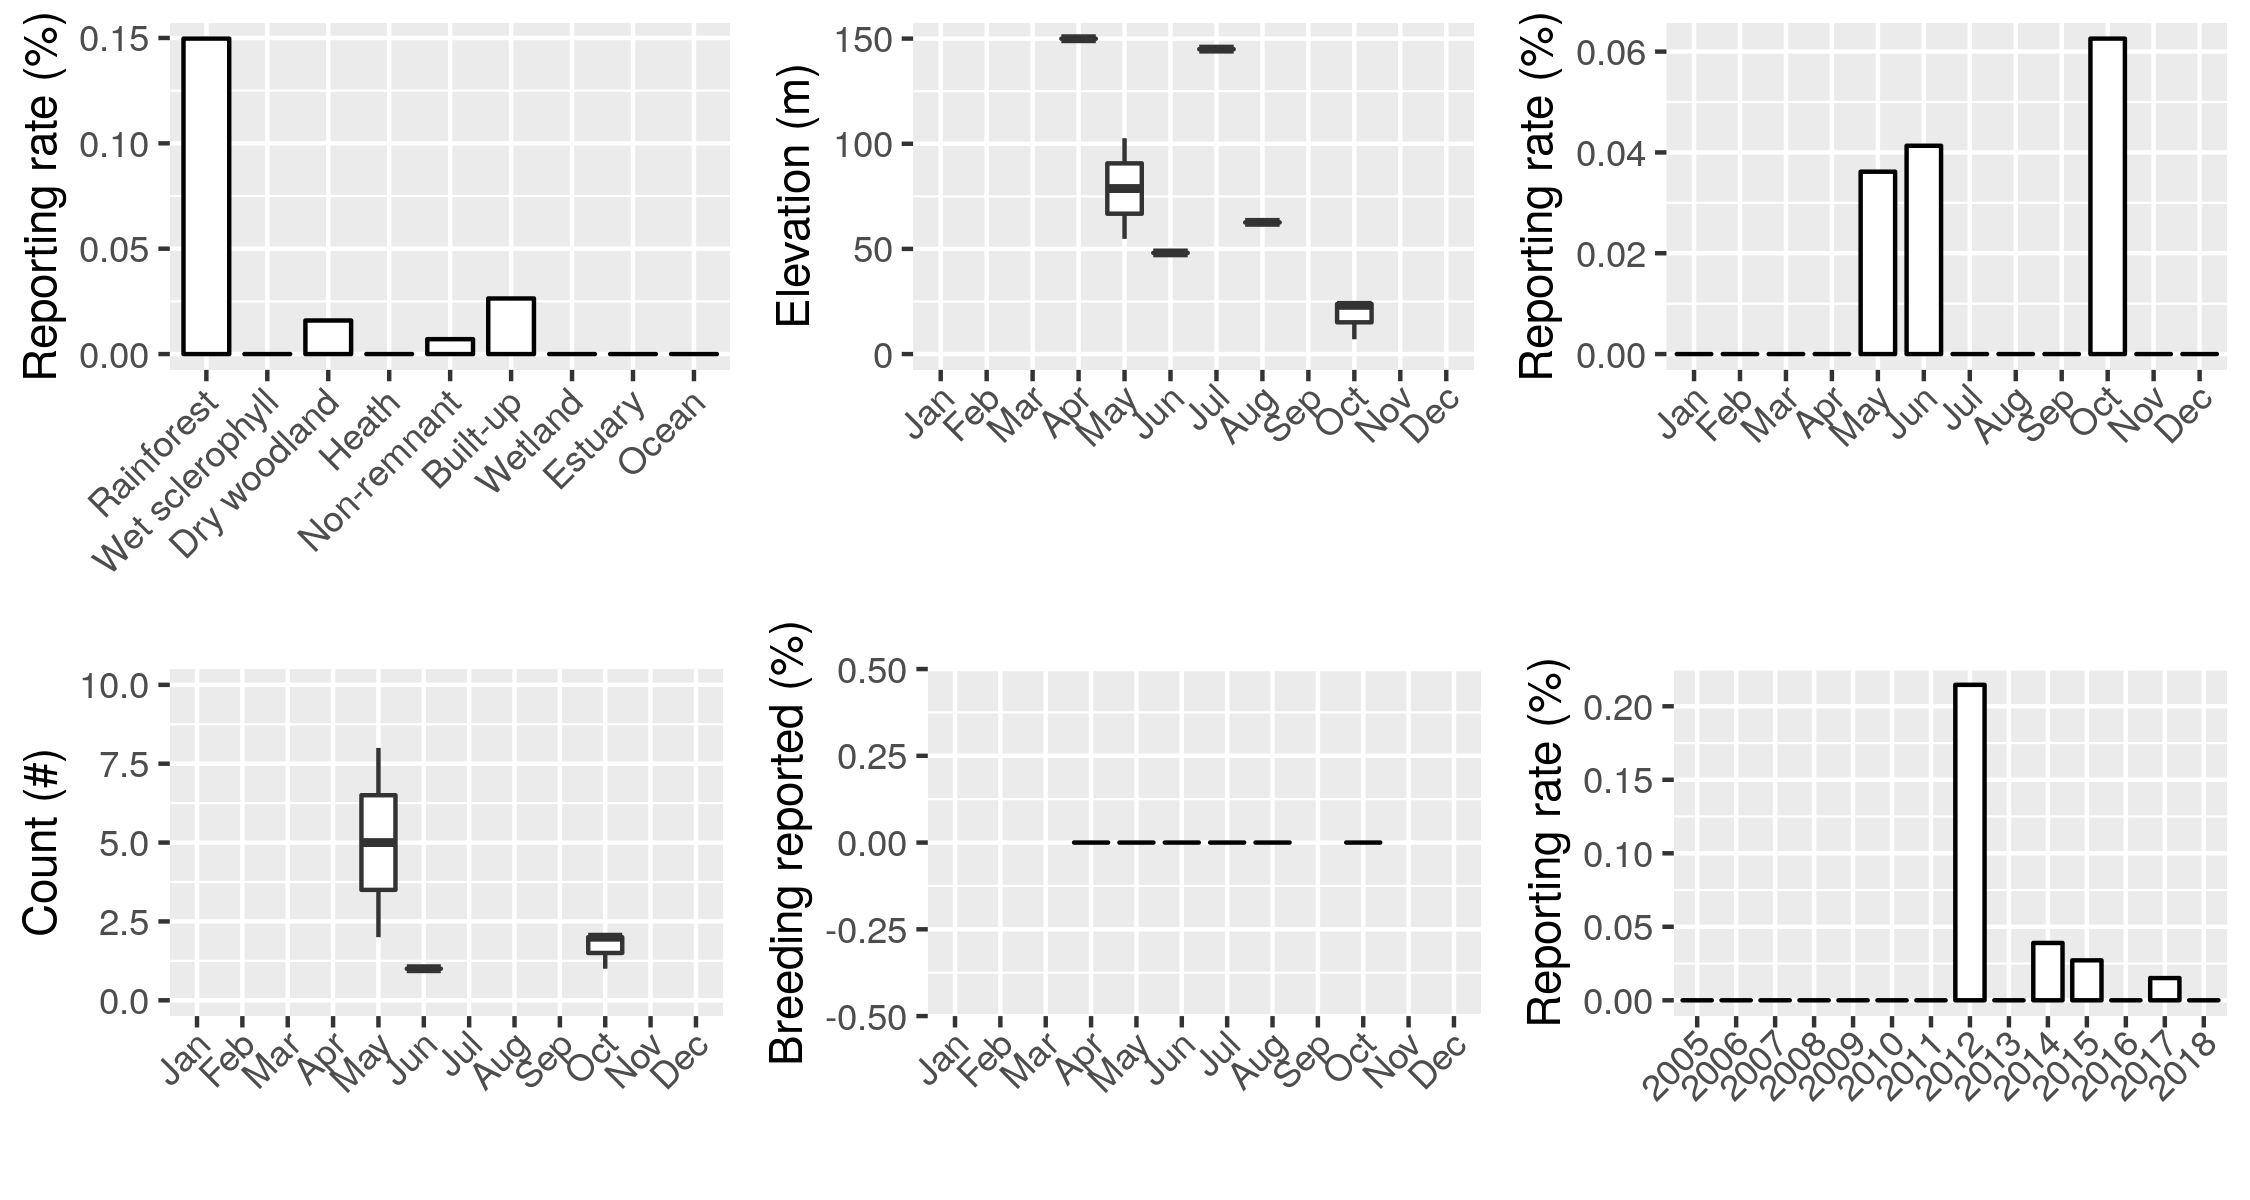 Reporting rate (%)
0.15
0.10
0.05
0.00
Rainforest
Wet sclerophyll
Dry woodland
Heath
Non-remnant
Built-up
Wetland
Estuary
Ocean
Elevation (m)
150
100
50
0
Jan
Feb
Mar
Apr
May
Jun
Jul
Aug
Sep
Oct
Nov
Dec
Reporting rate (%)
0.06
0.04
0.02
0.00
Jan
Feb
Mar
Apr
May
Jun
Jul
Aug
Sep
Oct
Nov
Dec
Count (#)
10.0
7.5
5.0
2.5
0.0
Jan
Feb
Mar
Apr
May
Jun
Jul
Aug
Sep
Oct
Nov
Dec
Breeding reported (%)
0.50
0.25
0.00
-0.25
-0.50
Jan
Feb
Mar
Apr
May
Jun
Jul
Aug
Sep
Oct
Nov
Dec
Reporting rate (%)
0.20
0.15
0.10
0.05
0.00
2005
2006
2007
2008
2009
2010
2011
2012
2013
2014
2015
2016
2017
2018